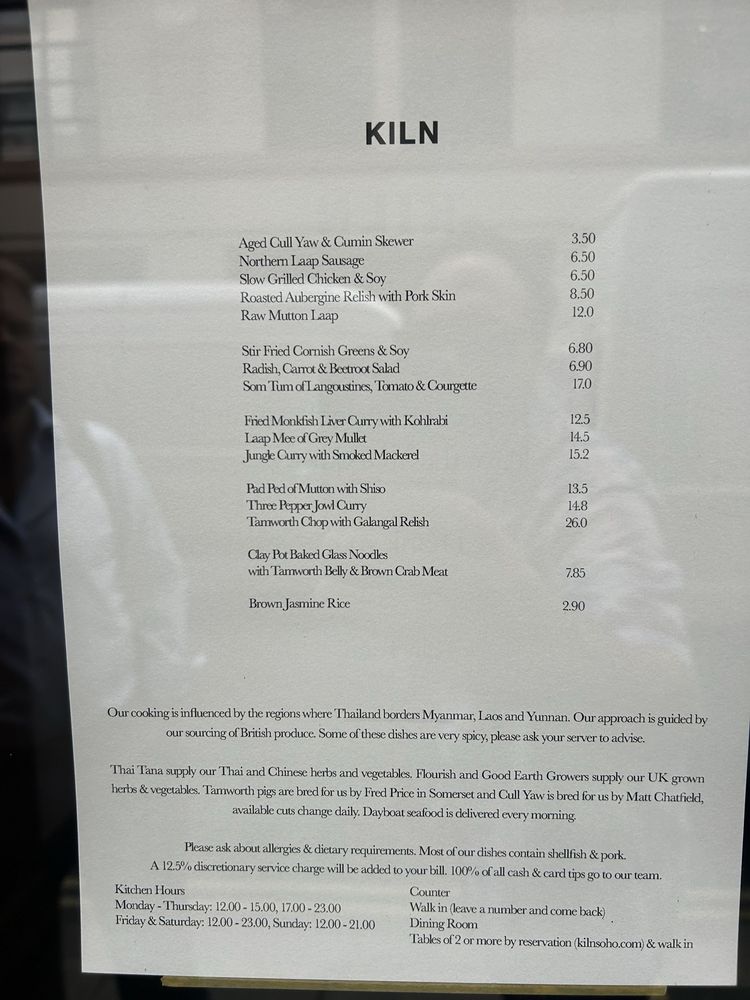 KILN
Aged Cull Yaw & Cumin Skewer 3.50
Northern Laap Sausage 6.50
Slow Grilled Chicken & Soy 6.50
Roasted Aubergine Relish with Pork Skin 8.50
Raw Mutton Laap 12.0
Stir Fried Cornish Greens & Soy 6.80
Radish, Carrot & Beetroot Salad 6.90
Som Tum of Langoustines, Tomato & Courgette 17.0
Fried Monkfish Liver Curry with Kohlrabi 12.5
Laap Mee of Grey Mullet 14.5
Jungle Curry with Smoked Mackerel 15.2
Pad Ped of Mutton with Shiso 13.5
Three Pepper Jowl Curry 14.8
Tamworth Chop with Galangal Relish 26.0
Clay Pot Baked Glass Noodles
with Tamworth Belly & Brown Crab Meat 7.85
Brown Jasmine Rice 2.90
Our cooking is influenced by the regions where Thailand borders Myanmar, Laos and Yunnan. Our approach is guided by
our sourcing of British produce. Some of these dishes are very spicy, please ask your server to advise.
Thai Tana supply our Thai and Chinese herbs and vegetables. Flourish and Good Earth Growers supply our UK grown
herbs & vegetables. Tamworth pigs are bred for us by Fred Price in Somerset and Cull Yaw is bred for us by Matt Chatfield,
available cuts change daily. Dayboat seafood is delivered every morning.
Please ask about allergies & dietary requirements. Most of our dishes contain shellfish & pork.
A 12.5% discretionary service charge will be added to your bill. 100% of all cash & card tips go to our team.
Kitchen Hours
Monday - Thursday: 12.00 - 15.00, 17.00 - 23.00
Friday & Saturday: 12.00 - 23.00, Sunday: 12.00 - 21.00
Counter
Walk in (leave a number and come back)
Dining Room
Tables of 2 or more by reservation (kilnsoho.com) & walk in